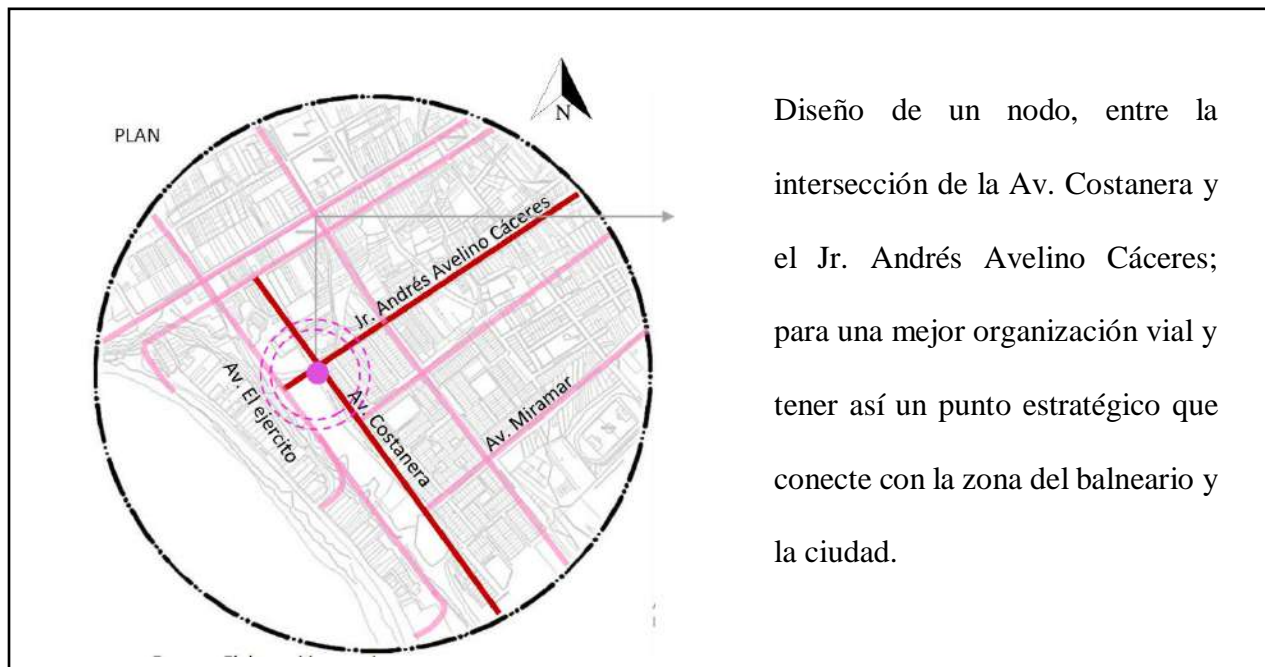 PLAN
N
Jr. Andrés Avelino Cáceres
Av. El ejercito
Av. Costanera
Av. Miramar
Diseño de un nodo, entre la
intersección de la Av. Costanera y
el Jr. Andrés Avelino Cáceres;
para una mejor organización vial y
tener así un punto estratégico que
conecte con la zona del balneario y
la ciudad.